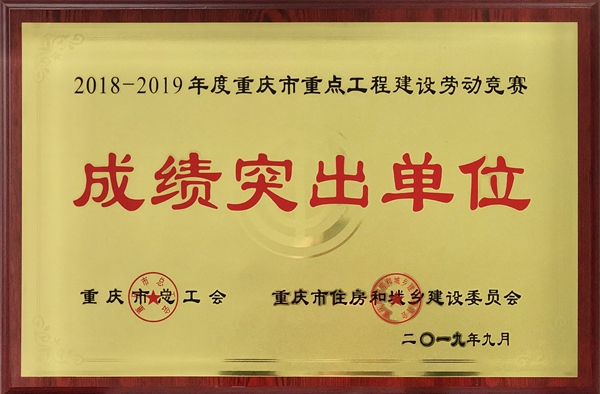 2018-2019年度重庆市重点工程建设劳动竞赛
成绩突出单位
重庆市总工会 重庆市住房和城乡建设委员会
二〇一九年九月